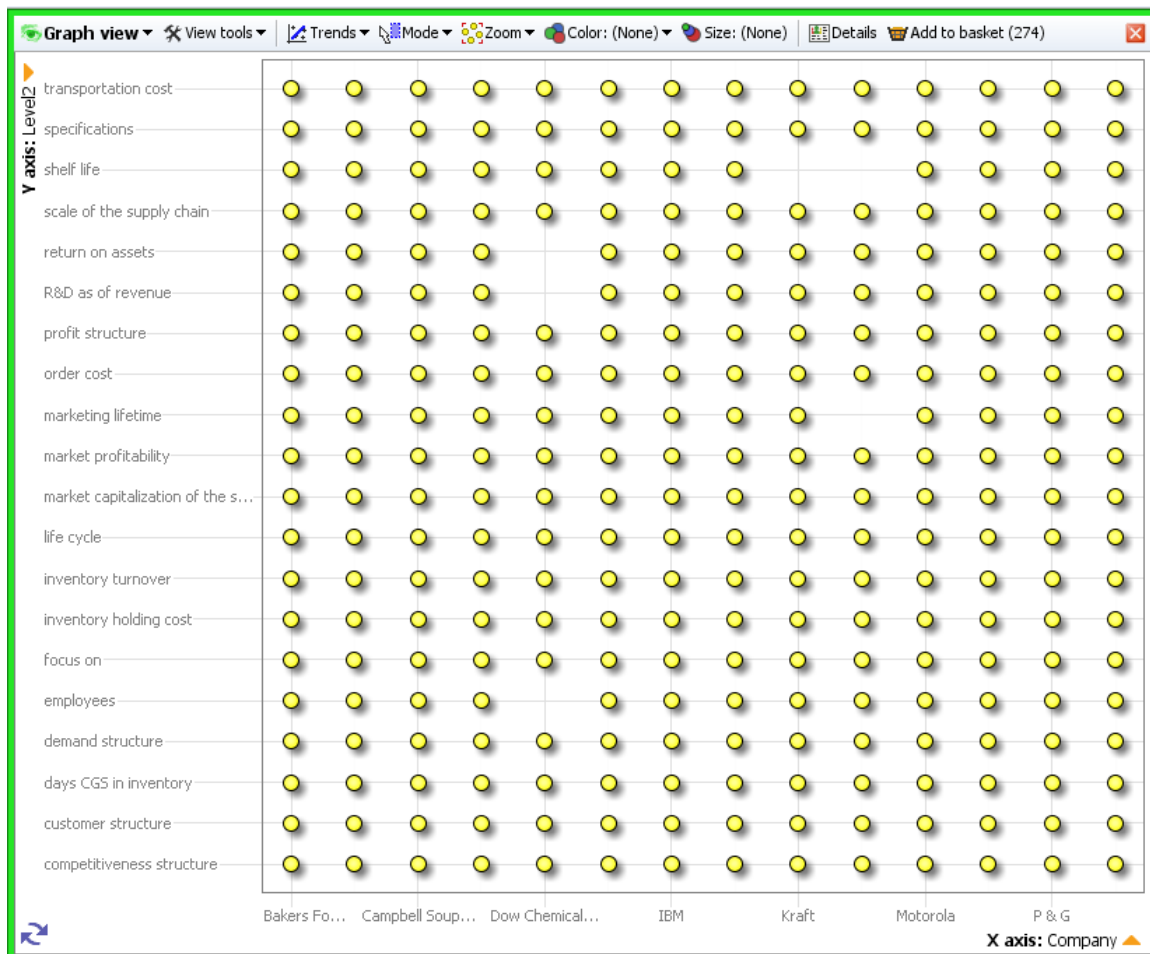 Graph view View tools Trends Mode Zoom Color: (None) Size: (None) Details Add to basket (274)
Y axis: Level2
transportation cost
specifications
shelf life
scale of the supply chain
return on assets
R&D as of revenue
profit structure
order cost
marketing lifetime
market profitability
market capitalization of the s...
life cycle
inventory turnover
inventory holding cost
focus on
employees
demand structure
days CGS in inventory
customer structure
competitiveness structure
Bakers Fo... Campbell Soup... Dow Chemical... IBM Kraft Motorola P & G
X axis: Company